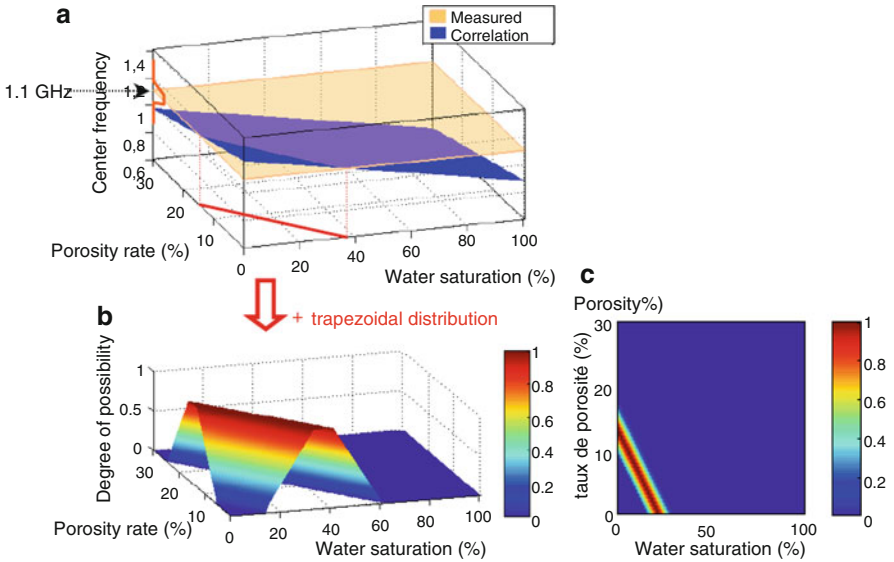 a
Measured
Correlation
1.1 GHz
Center frequency
1,4
1
0.8
0.6
30
20
10
Porosity rate (%)
0
20
40
60
80
100
Water saturation (%)
+ trapezoidal distribution
b
Degree of possibility
1
0.5
0
30
20
10
Porosity rate (%)
0
20
40
60
80
100
Water saturation (%)
1
0.8
0.6
0.4
0.2
0
c
Porosity%)
taux de porosité (%)
30
20
10
0
0
50
100
Water saturation (%)
1
0.8
0.6
0.4
0.2
0